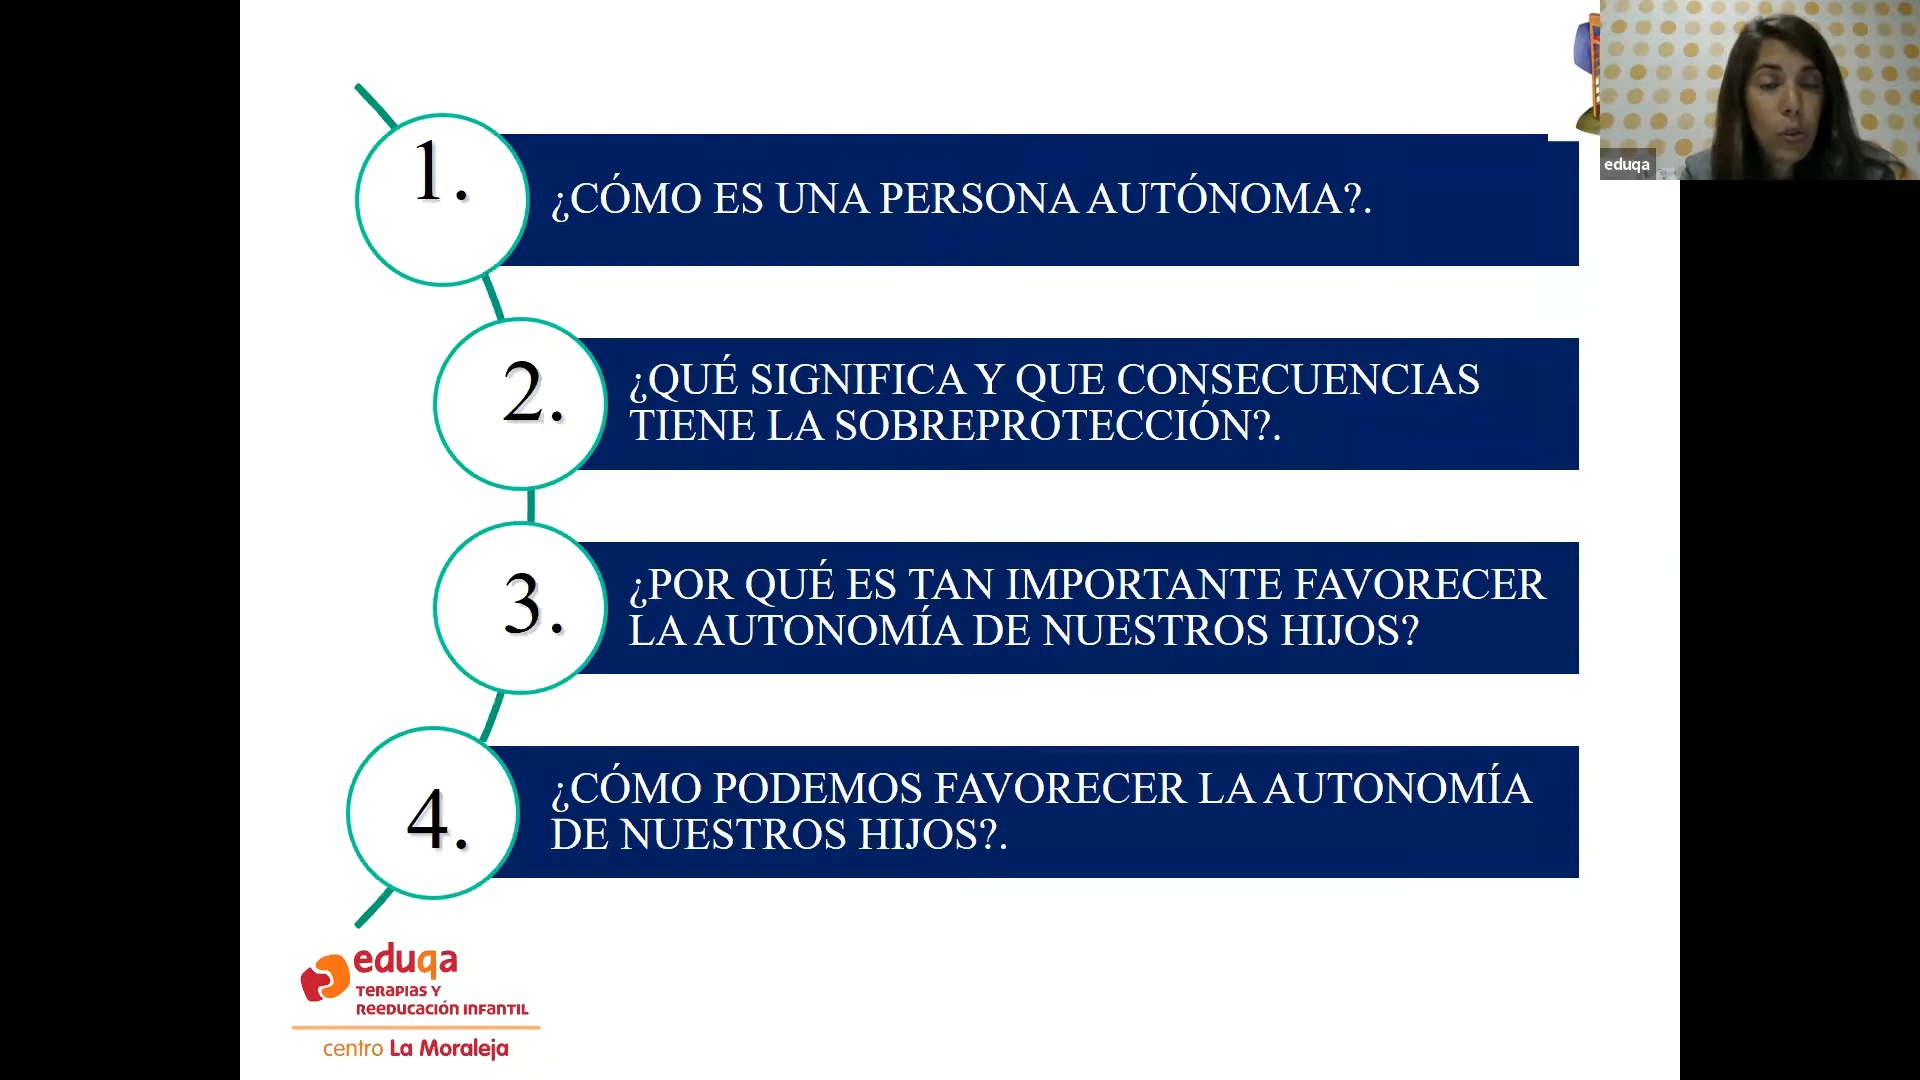 1.
¿CÓMO ES UNA PERSONA AUTÓNOMA?.
2.
¿QUÉ SIGNIFICA Y QUE CONSECUENCIAS
TIENE LA SOBREPROTECCIÓN?.
3.
¿POR QUÉ ES TAN IMPORTANTE FAVORECER
LA AUTONOMÍA DE NUESTROS HIJOS?
4.
¿CÓMO PODEMOS FAVORECER LA AUTONOMÍA
DE NUESTROS HIJOS?.
eduqa
TERAPIAS Y
REEDUCACIÓN INFANTIL
centro La Moraleja
eduqa